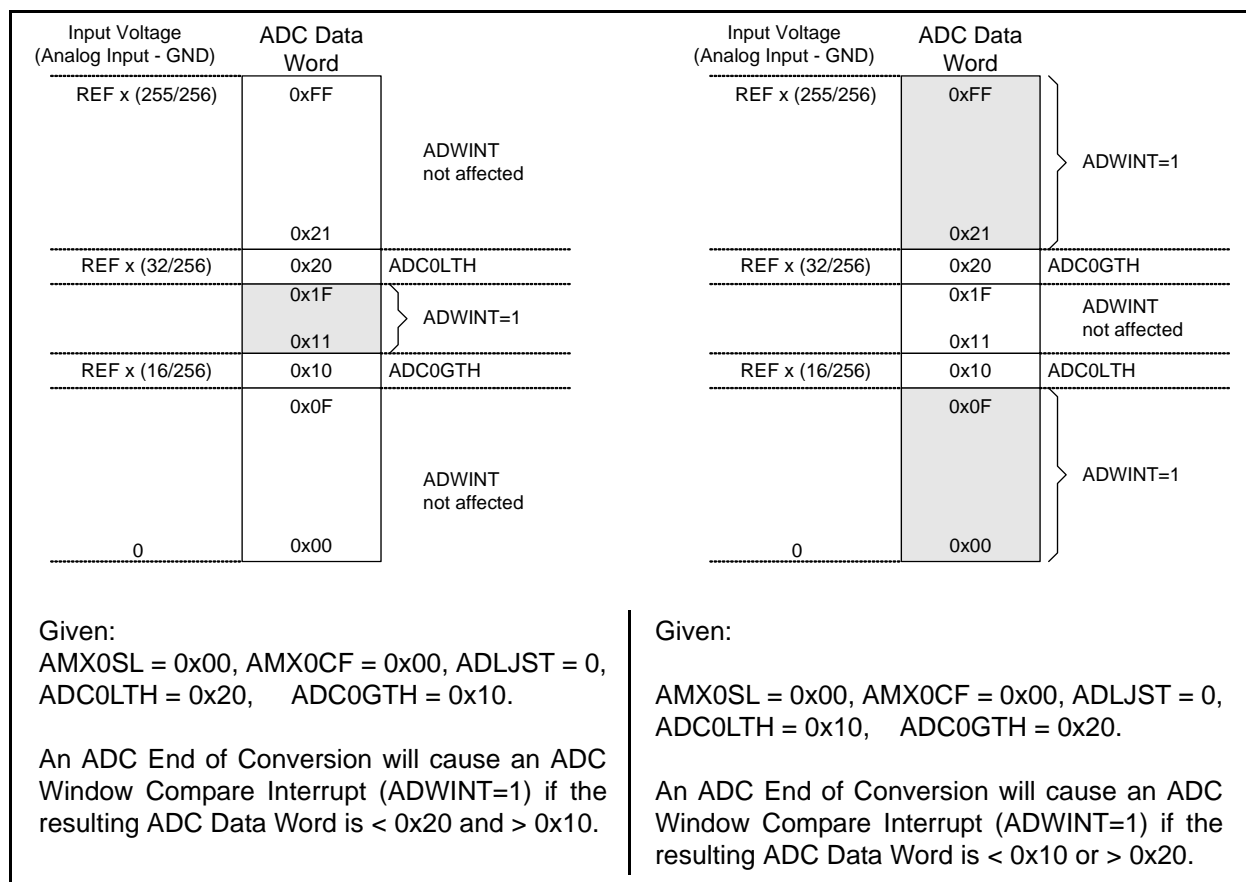 Input Voltage
(Analog Input - GND)
ADC Data
Word
REF x (255/256)
0xFF
ADWINT
not affected
0x21
REF x (32/256)
0x20
ADC0LTH
0x1F
ADWINT=1
0x11
REF x (16/256)
0x10
ADC0GTH
0x0F
ADWINT
not affected
0
0x00
Given:
AMX0SL = 0x00, AMX0CF = 0x00, ADLJST = 0,
ADC0LTH = 0x20, ADC0GTH = 0x10.
An ADC End of Conversion will cause an ADC
Window Compare Interrupt (ADWINT=1) if the
resulting ADC Data Word is < 0x20 and > 0x10.
Input Voltage
(Analog Input - GND)
ADC Data
Word
REF x (255/256)
0xFF
ADWINT=1
0x21
REF x (32/256)
0x20
ADC0GTH
0x1F
ADWINT
not affected
0x11
REF x (16/256)
0x10
ADC0LTH
0x0F
ADWINT=1
0
0x00
Given:
AMX0SL = 0x00, AMX0CF = 0x00, ADLJST = 0,
ADC0LTH = 0x10, ADC0GTH = 0x20.
An ADC End of Conversion will cause an ADC
Window Compare Interrupt (ADWINT=1) if the
resulting ADC Data Word is < 0x10 or > 0x20.